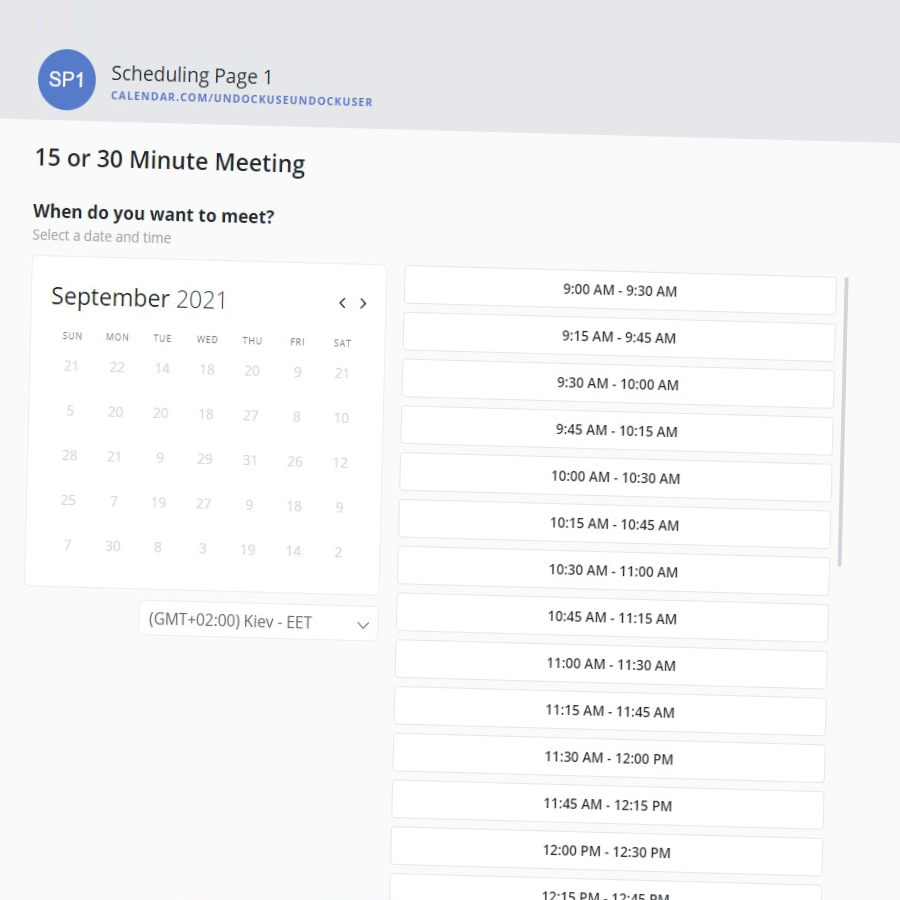 SP1
Scheduling Page 1
CALENDAR.COM/UNDOCKUSEUNDOCKUSER
15 or 30 Minute Meeting
When do you want to meet?
Select a date and time
September 2021
SUN MON TUE WED THU FRI SAT
21 22 14 18 20 9 21
5 20 20 18 27 8 10
28 21 9 29 31 26 12
25 7 19 27 9 18 9
7 30 8 3 19 14 2
(GMT+02:00) Kiev - EET
9:00 AM - 9:30 AM
9:15 AM - 9:45 AM
9:30 AM - 10:00 AM
9:45 AM - 10:15 AM
10:00 AM - 10:30 AM
10:15 AM - 10:45 AM
10:30 AM - 11:00 AM
10:45 AM - 11:15 AM
11:00 AM - 11:30 AM
11:15 AM - 11:45 AM
11:30 AM - 12:00 PM
11:45 AM - 12:15 PM
12:00 PM - 12:30 PM
12:15 PM - 12:45 PM